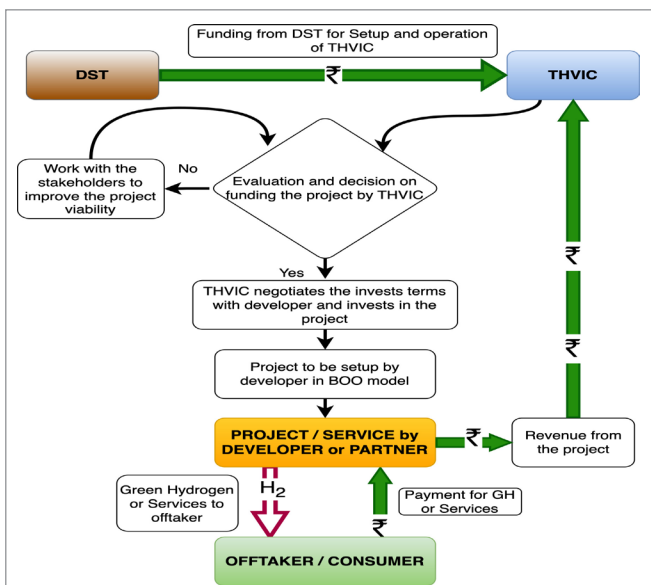 Funding from DST for Setup and operation
of THVIC
DST
₹
THVIC
Work with the
stakeholders to
improve the project
viability
No
Evaluation and decision on
funding the project by THVIC
₹
Yes
THVIC negotiates the invests terms
with developer and invests in the
project
₹
Project to be setup by
developer in BOO model
PROJECT / SERVICE by
DEVELOPER or PARTNER
₹
Revenue from
the project
Green Hydrogen
or Services to
offtaker
H2
Payment for GH
or Services
₹
OFFTAKER / CONSUMER